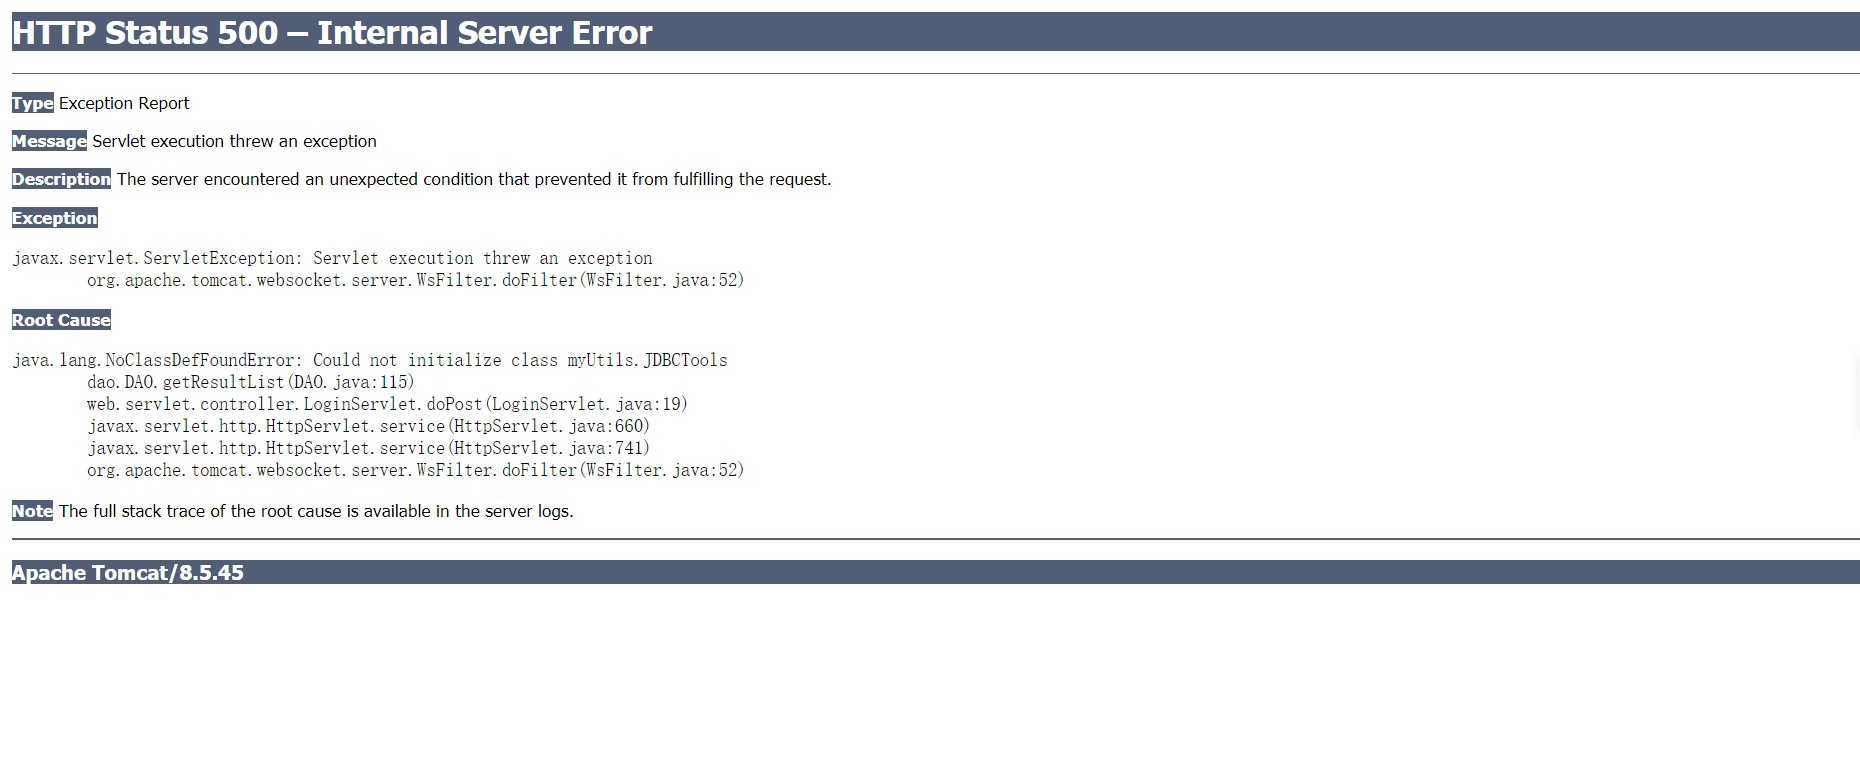 HTTP Status 500 – Internal Server Error
Type Exception Report
Message Servlet execution threw an exception
Description The server encountered an unexpected condition that prevented it from fulfilling the request.
Exception
javax.servlet.ServletException: Servlet execution threw an exception
org.apache.tomcat.websocket.server.WsFilter.doFilter(WsFilter.java:52)
Root Cause
java.lang.NoClassDefFoundError: Could not initialize class myUtils.JDBCTools
dao.DAO.getResultList(DAO.java:115)
web.servlet.controller.LoginServlet.doPost(LoginServlet.java:19)
javax.servlet.http.HttpServlet.service(HttpServlet.java:660)
javax.servlet.http.HttpServlet.service(HttpServlet.java:741)
org.apache.tomcat.websocket.server.WsFilter.doFilter(WsFilter.java:52)
Note The full stack trace of the root cause is available in the server logs.
Apache Tomcat/8.5.45